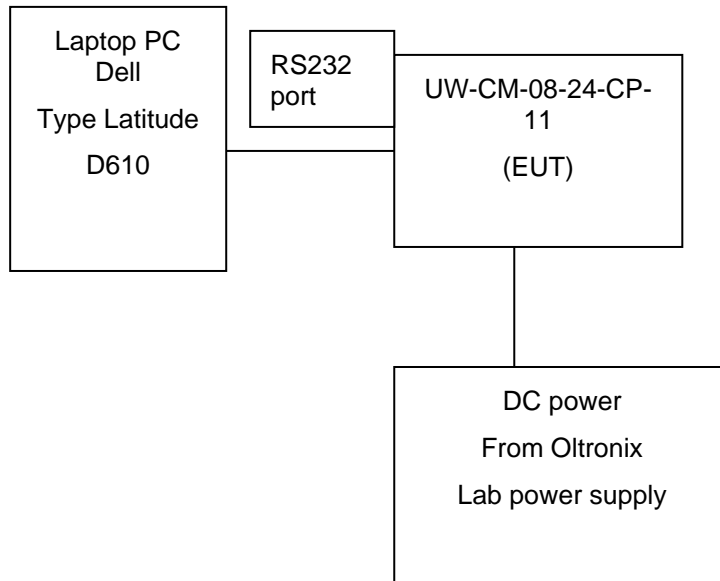 Laptop PC
Dell
Type Latitude
D610
RS232
port
UW-CM-08-24-CP-
11
(EUT)
DC power
From Oltronix
Lab power supply